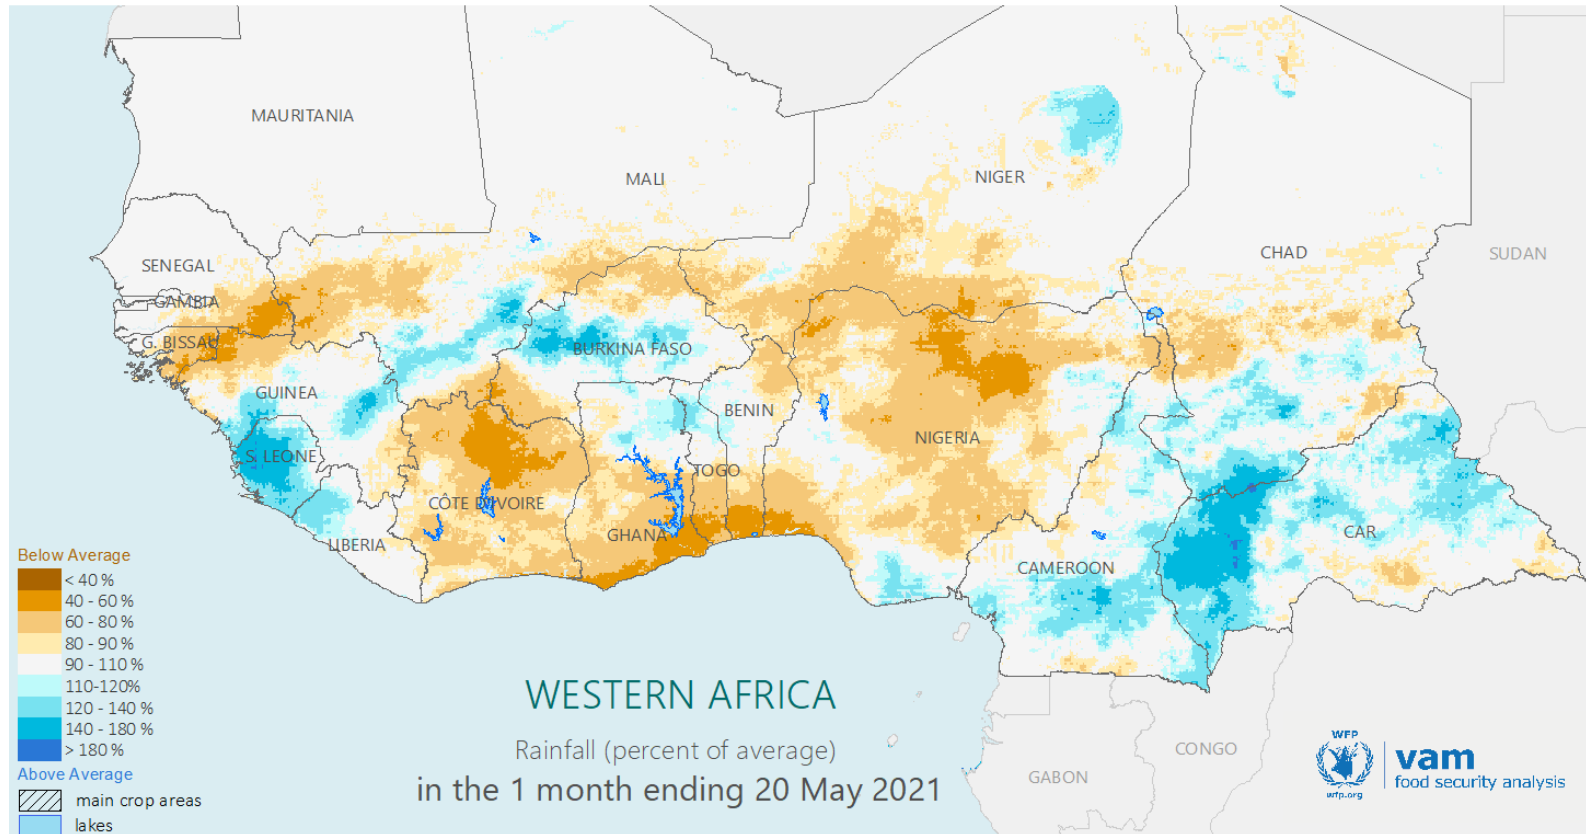 MAURITANIA
MALI
NIGER
CHAD
SUDAN
SENEGAL
GAMBIA
G. BISSAU
BURKINA FASO
GUINEA
BENIN
NIGERIA
S. LEONE
TOGO
CÔTE D'IVOIRE
GHANA
LIBERIA
CAR
CAMEROON
CONGO
GABON
Below Average
< 40 %
40 - 60 %
60 - 80 %
80 - 90 %
90 - 110 %
110-120%
120 - 140 %
140 - 180 %
> 180 %
Above Average
main crop areas
lakes
WESTERN AFRICA
Rainfall (percent of average)
in the 1 month ending 20 May 2021
WFP
wfp.org
vam
food security analysis